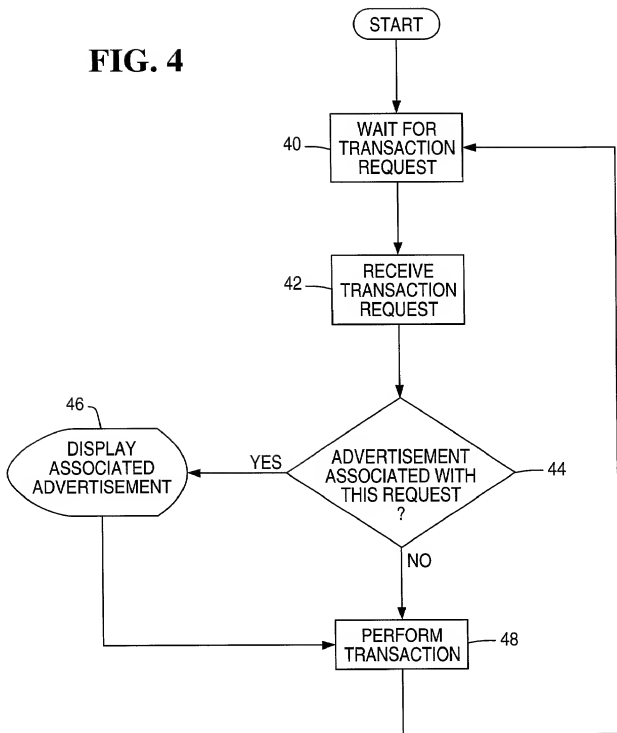 FIG. 4
START
40
WAIT FOR
TRANSACTION
REQUEST
42
RECEIVE
TRANSACTION
REQUEST
46
DISPLAY
ASSOCIATED
ADVERTISEMENT
YES
ADVERTISEMENT
ASSOCIATED WITH
THIS REQUEST
?
44
NO
PERFORM
TRANSACTION
48